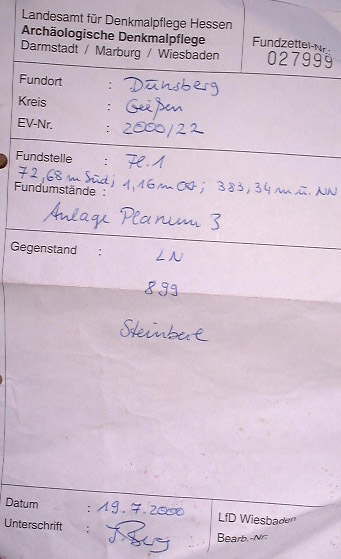 Landesamt für Denkmalpflege Hessen
Archäologische Denkmalpflege
Darmstadt / Marburg / Wiesbaden
Fundzettel-Nr.:
027999
Fundort : Dünsberg
Kreis : Gießen
EV-Nr. : 2000/22
Fundstelle : Fl. 1
72,68 m Süd; 1,16 m Ost; 383,34 m ü. NN
Fundumstände :
Anlage Planum 3
Gegenstand : LN
899
Steinbeil
Datum : 19.7.2000
Unterschrift :
LfD Wiesbaden
Bearb.-Nr.